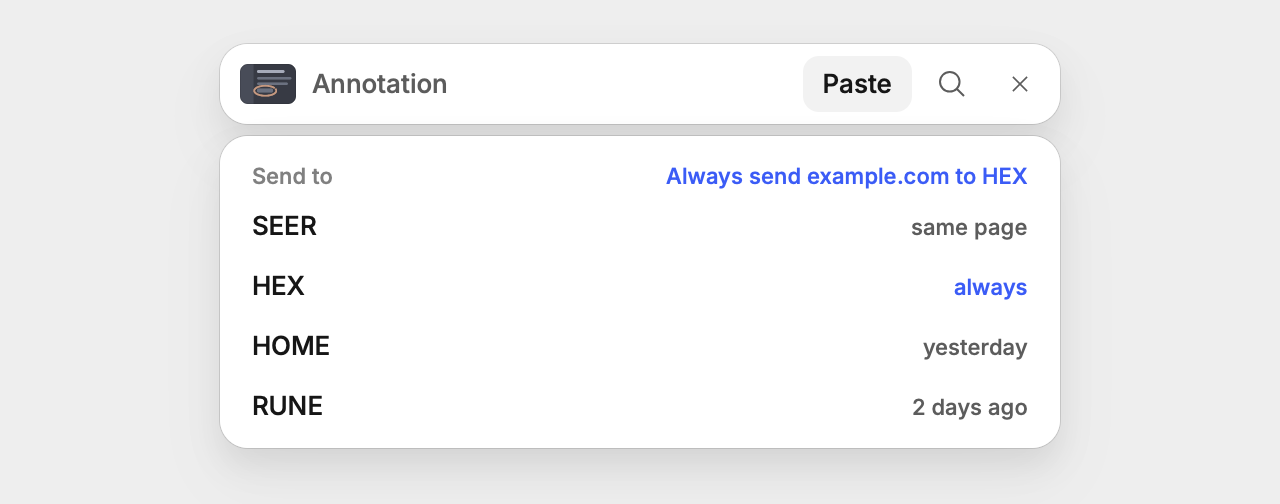 Annotation Paste
Send to Always send example.com to HEX
SEER same page
HEX always
HOME yesterday
RUNE 2 days ago